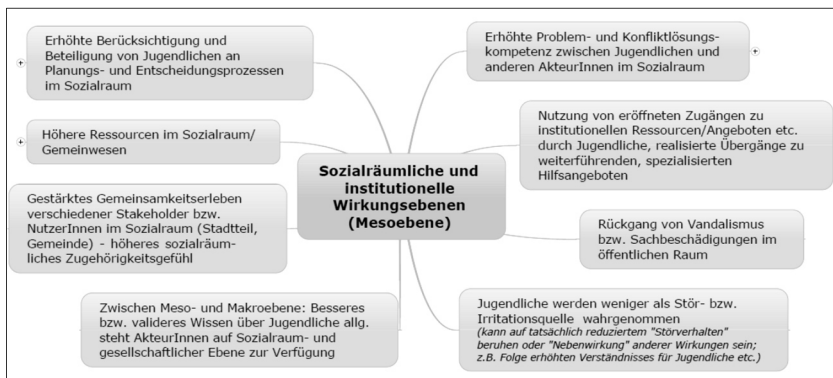 Erhöhte Berücksichtigung und
Beteiligung von Jugendlichen an
Planungs- und Entscheidungsprozessen
im Sozialraum
Höhere Ressourcen im Sozialraum/
Gemeinwesen
Gestärktes Gemeinsamkeitserleben
verschiedener Stakeholder bzw.
NutzerInnen im Sozialraum (Stadtteil,
Gemeinde) - höheres sozialräum-
liches Zugehörigkeitsgefühl
Zwischen Meso- und Makroebene: Besseres
bzw. valideres Wissen über Jugendliche allg.
steht AkteurInnen auf Sozialraum- und
gesellschaftlicher Ebene zur Verfügung
Sozialräumliche und
institutionelle
Wirkungsebenen
(Mesoebene)
Erhöhte Problem- und Konfliktlösungs-
kompetenz zwischen Jugendlichen und
anderen AkteurInnen im Sozialraum
Nutzung von eröffneten Zugängen zu
institutionellen Ressourcen/Angeboten etc.
durch Jugendliche, realisierte Übergänge zu
weiterführenden, spezialisierten
Hilfsangeboten
Rückgang von Vandalismus
bzw. Sachbeschädigungen im
öffentlichen Raum
Jugendliche werden weniger als Stör- bzw.
Irritationsquelle wahrgenommen
(kann auf tatsächlich reduziertem "Störverhalten"
beruhen oder "Nebenwirkung" anderer Wirkungen sein;
z.B. Folge erhöhten Verständnisses für Jugendliche etc.)